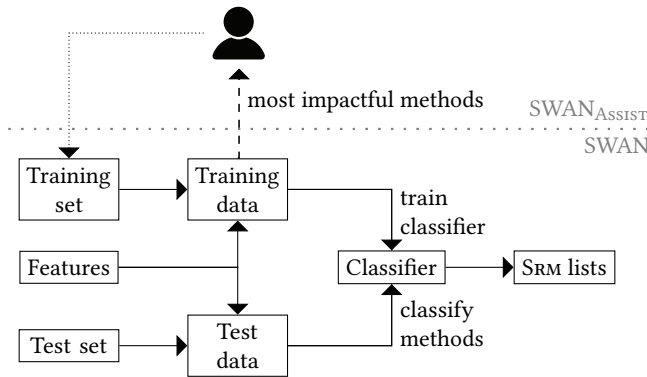 most impactful methods
SWANASSIST
SWAN
Training
set
Training
data
train
classifier
Features
Classifier
SRM lists
Test set
Test
data
classify
methods